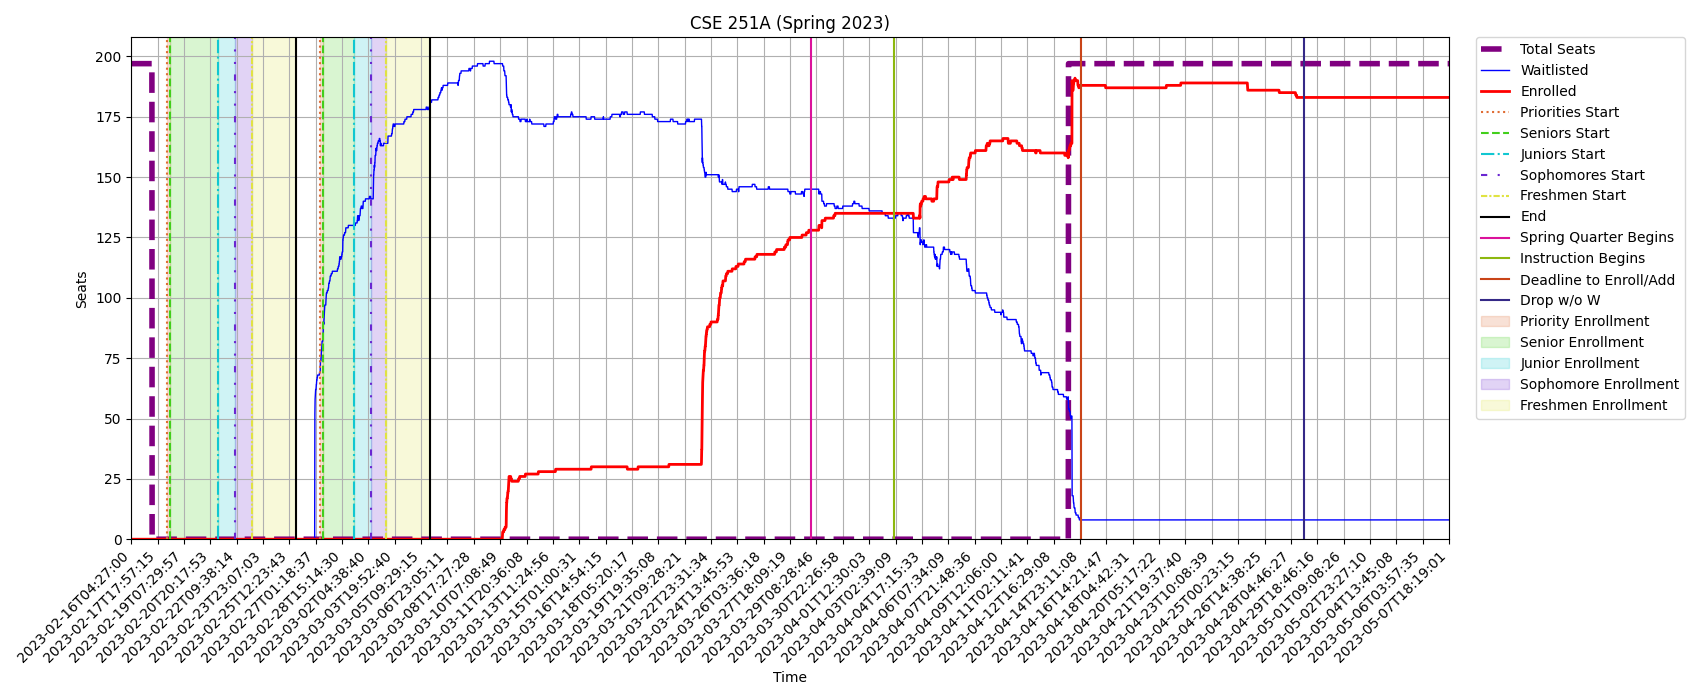 CSE 251A (Spring 2023)
Seats
200
175
150
125
100
75
50
25
0
2023-02-16T04:27:00
2023-02-17T17:57:15
2023-02-19T07:29:57
2023-02-20T20:17:53
2023-02-22T09:38:14
2023-02-23T23:07:03
2023-02-25T12:23:43
2023-02-27T01:18:37
2023-02-28T15:14:30
2023-03-02T04:38:40
2023-03-03T19:52:40
2023-03-05T09:29:15
2023-03-06T23:05:11
2023-03-08T17:27:28
2023-03-10T07:08:49
2023-03-11T20:36:08
2023-03-13T11:24:56
2023-03-15T01:00:31
2023-03-16T14:54:15
2023-03-18T05:20:17
2023-03-19T19:35:08
2023-03-21T09:28:21
2023-03-22T23:31:34
2023-03-24T13:45:53
2023-03-26T03:36:18
2023-03-27T18:09:19
2023-03-29T08:28:46
2023-03-30T22:26:58
2023-04-01T12:30:03
2023-04-03T02:39:09
2023-04-04T17:15:33
2023-04-06T07:34:09
2023-04-07T21:48:36
2023-04-09T12:06:00
2023-04-11T02:11:41
2023-04-12T16:29:08
2023-04-14T23:11:08
2023-04-16T14:21:47
2023-04-18T04:42:31
2023-04-20T05:17:22
2023-04-21T19:37:40
2023-04-23T10:08:39
2023-04-25T00:23:15
2023-04-26T14:38:25
2023-04-28T04:46:27
2023-04-29T18:46:16
2023-05-01T09:08:26
2023-05-02T23:27:10
2023-05-04T13:45:08
2023-05-06T03:57:35
2023-05-07T18:19:01
Time
Total Seats
Waitlisted
Enrolled
Priorities Start
Seniors Start
Juniors Start
Sophomores Start
Freshmen Start
End
Spring Quarter Begins
Instruction Begins
Deadline to Enroll/Add
Drop w/o W
Priority Enrollment
Senior Enrollment
Junior Enrollment
Sophomore Enrollment
Freshmen Enrollment